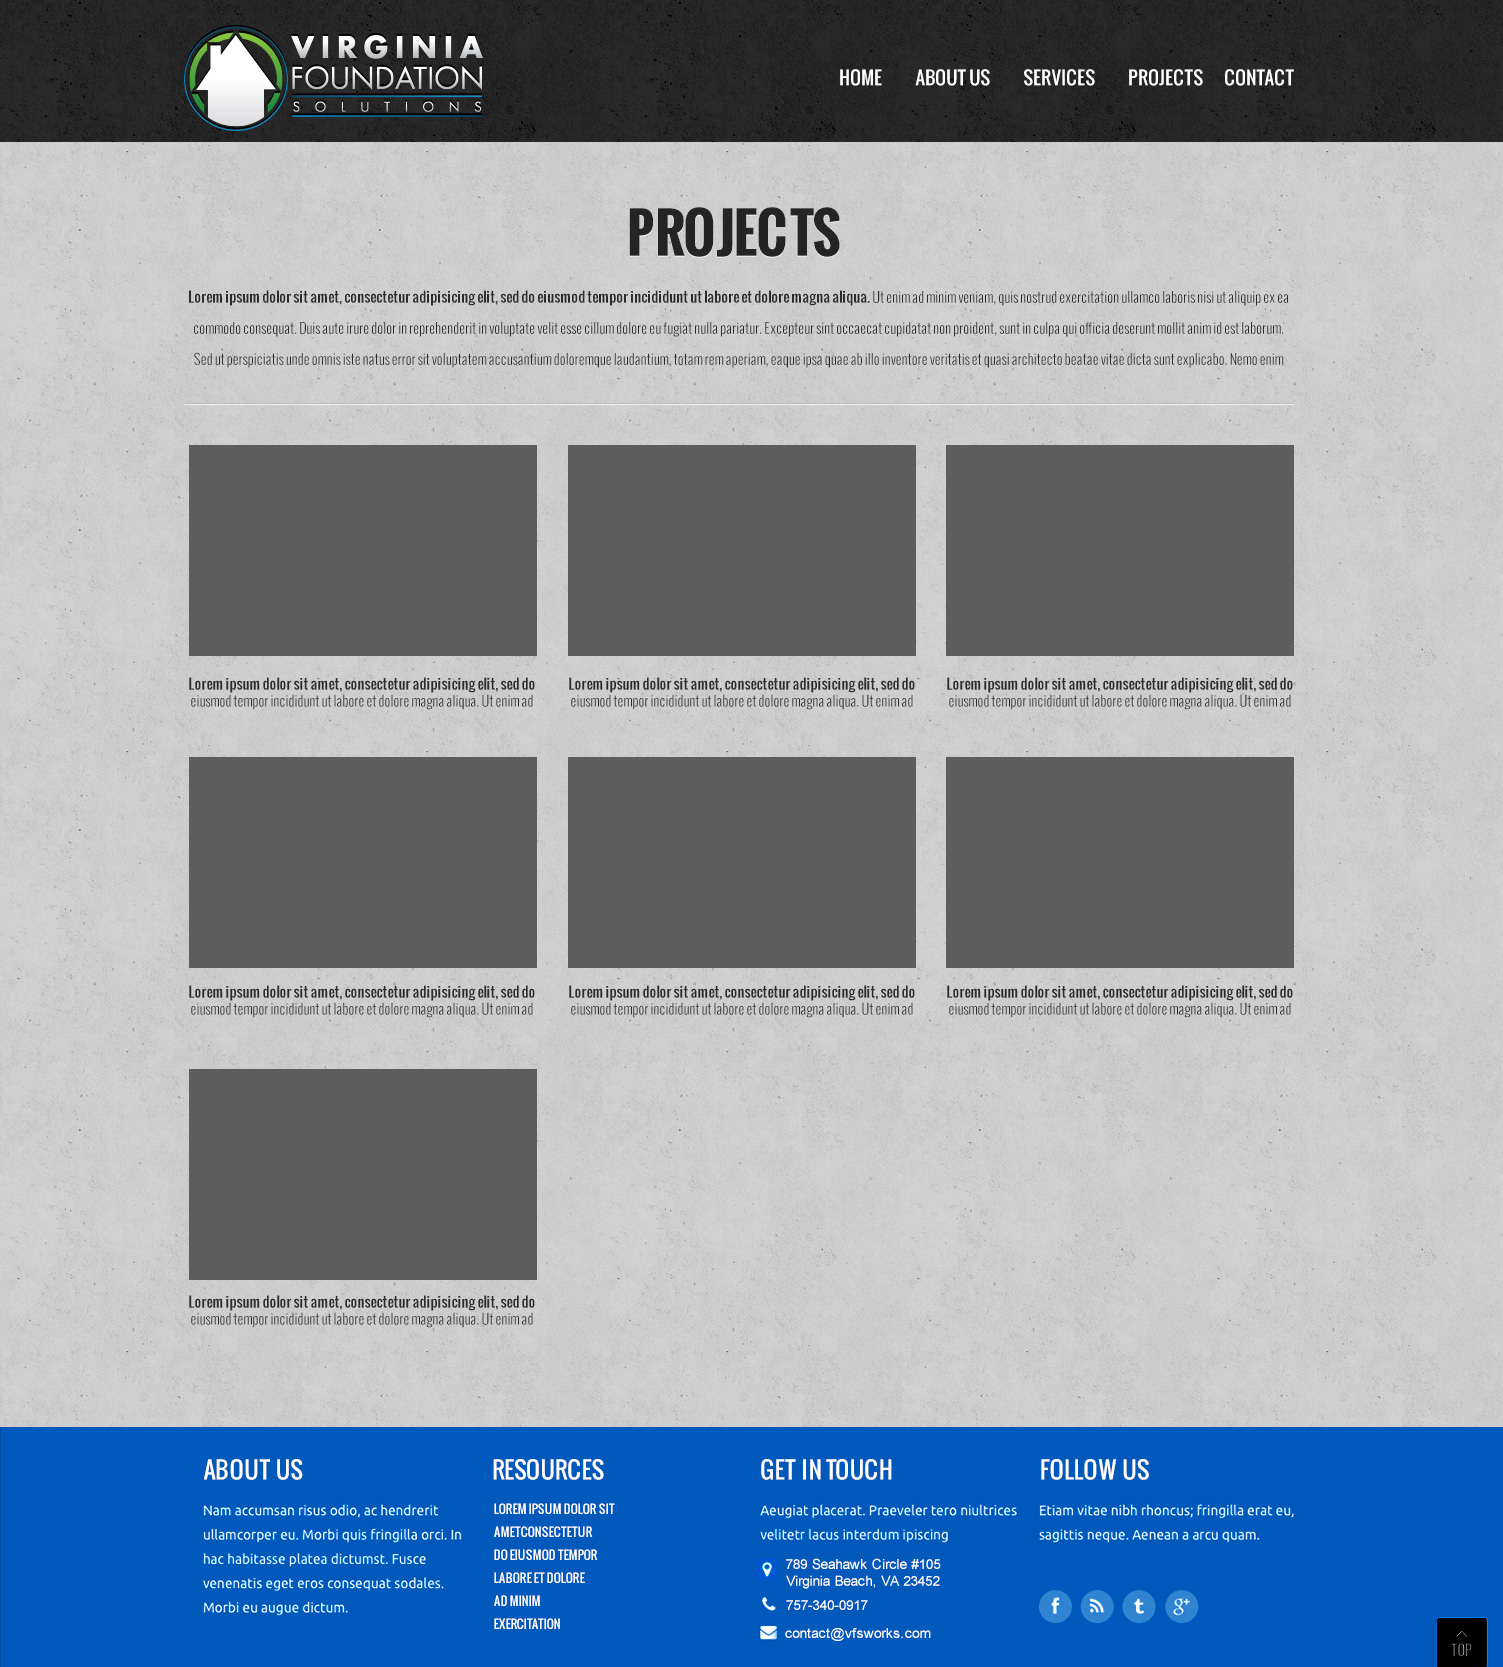 VIRGINIA
FOUNDATION
SOLUTIONS
HOME ABOUT US SERVICES PROJECTS CONTACT
PROJECTS
Lorem ipsum dolor sit amet, consectetur adipisicing elit, sed do eiusmod tempor incididunt ut labore et dolore magna aliqua. Ut enim ad minim veniam, quis nostrud exercitation ullamco laboris nisi ut aliquip ex ea
commodo consequat. Duis aute irure dolor in reprehenderit in voluptate velit esse cillum dolore eu fugiat nulla pariatur. Excepteur sint occaecat cupidatat non proident, sunt in culpa qui officia deserunt mollit anim id est laborum.
Sed ut perspiciatis unde omnis iste natus error sit voluptatem accusantium doloremque laudantium, totam rem aperiam, eaque ipsa quae ab illo inventore veritatis et quasi architecto beatae vitae dicta sunt explicabo. Nemo enim
Lorem ipsum dolor sit amet, consectetur adipisicing elit, sed do
eiusmod tempor incididunt ut labore et dolore magna aliqua. Ut enim ad
Lorem ipsum dolor sit amet, consectetur adipisicing elit, sed do
eiusmod tempor incididunt ut labore et dolore magna aliqua. Ut enim ad
Lorem ipsum dolor sit amet, consectetur adipisicing elit, sed do
eiusmod tempor incididunt ut labore et dolore magna aliqua. Ut enim ad
Lorem ipsum dolor sit amet, consectetur adipisicing elit, sed do
eiusmod tempor incididunt ut labore et dolore magna aliqua. Ut enim ad
Lorem ipsum dolor sit amet, consectetur adipisicing elit, sed do
eiusmod tempor incididunt ut labore et dolore magna aliqua. Ut enim ad
Lorem ipsum dolor sit amet, consectetur adipisicing elit, sed do
eiusmod tempor incididunt ut labore et dolore magna aliqua. Ut enim ad
Lorem ipsum dolor sit amet, consectetur adipisicing elit, sed do
eiusmod tempor incididunt ut labore et dolore magna aliqua. Ut enim ad
ABOUT US
Nam accumsan risus odio, ac hendrerit
ullamcorper eu. Morbi quis fringilla orci. In
hac habitasse platea dictumst. Fusce
venenatis eget eros consequat sodales.
Morbi eu augue dictum.
RESOURCES
LOREM IPSUM DOLOR SIT
AMETCONSECTETUR
DO EIUSMOD TEMPOR
LABORE ET DOLORE
AD MINIM
EXERCITATION
GET IN TOUCH
Aeugiat placerat. Praeveler tero niultrices
velitetr lacus interdum ipiscing
789 Seahawk Circle #105
Virginia Beach, VA 23452
757-340-0917
contact@vfsworks.com
FOLLOW US
Etiam vitae nibh rhoncus; fringilla erat eu,
sagittis neque. Aenean a arcu quam.
f t g+
TOP